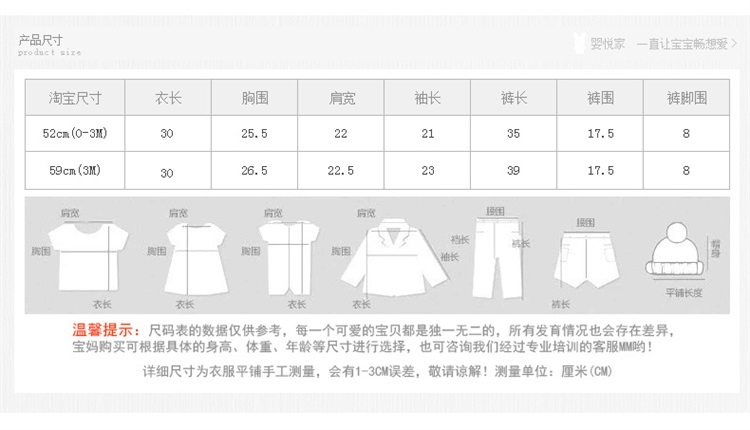 产品尺寸
product size
婴悦家 一直让宝宝畅想爱 >
淘宝尺寸 衣长 胸围 肩宽 袖长 裤长 裤围 裤脚围
52cm(0-3M) 30 25.5 22 21 35 17.5 8
59cm(3M) 30 26.5 22.5 23 39 17.5 8
肩宽 肩宽 肩宽 肩宽 腰围 腰围
胸围 胸围 胸围 胸围 袖长 裆长 裤长 帽身
衣长 衣长 衣长 衣长 裤长 平铺长度
温馨提示：尺码表的数据仅供参考，每一个可爱的宝贝都是独一无二的，所有发育情况也会存在差异，
宝妈购买可根据具体的身高、体重、年龄等尺寸进行选择，也可咨询我们经过专业培训的客服MM哟！
详细尺寸为衣服平铺手工测量，会有1-3CM误差，敬请谅解！测量单位：厘米(CM)